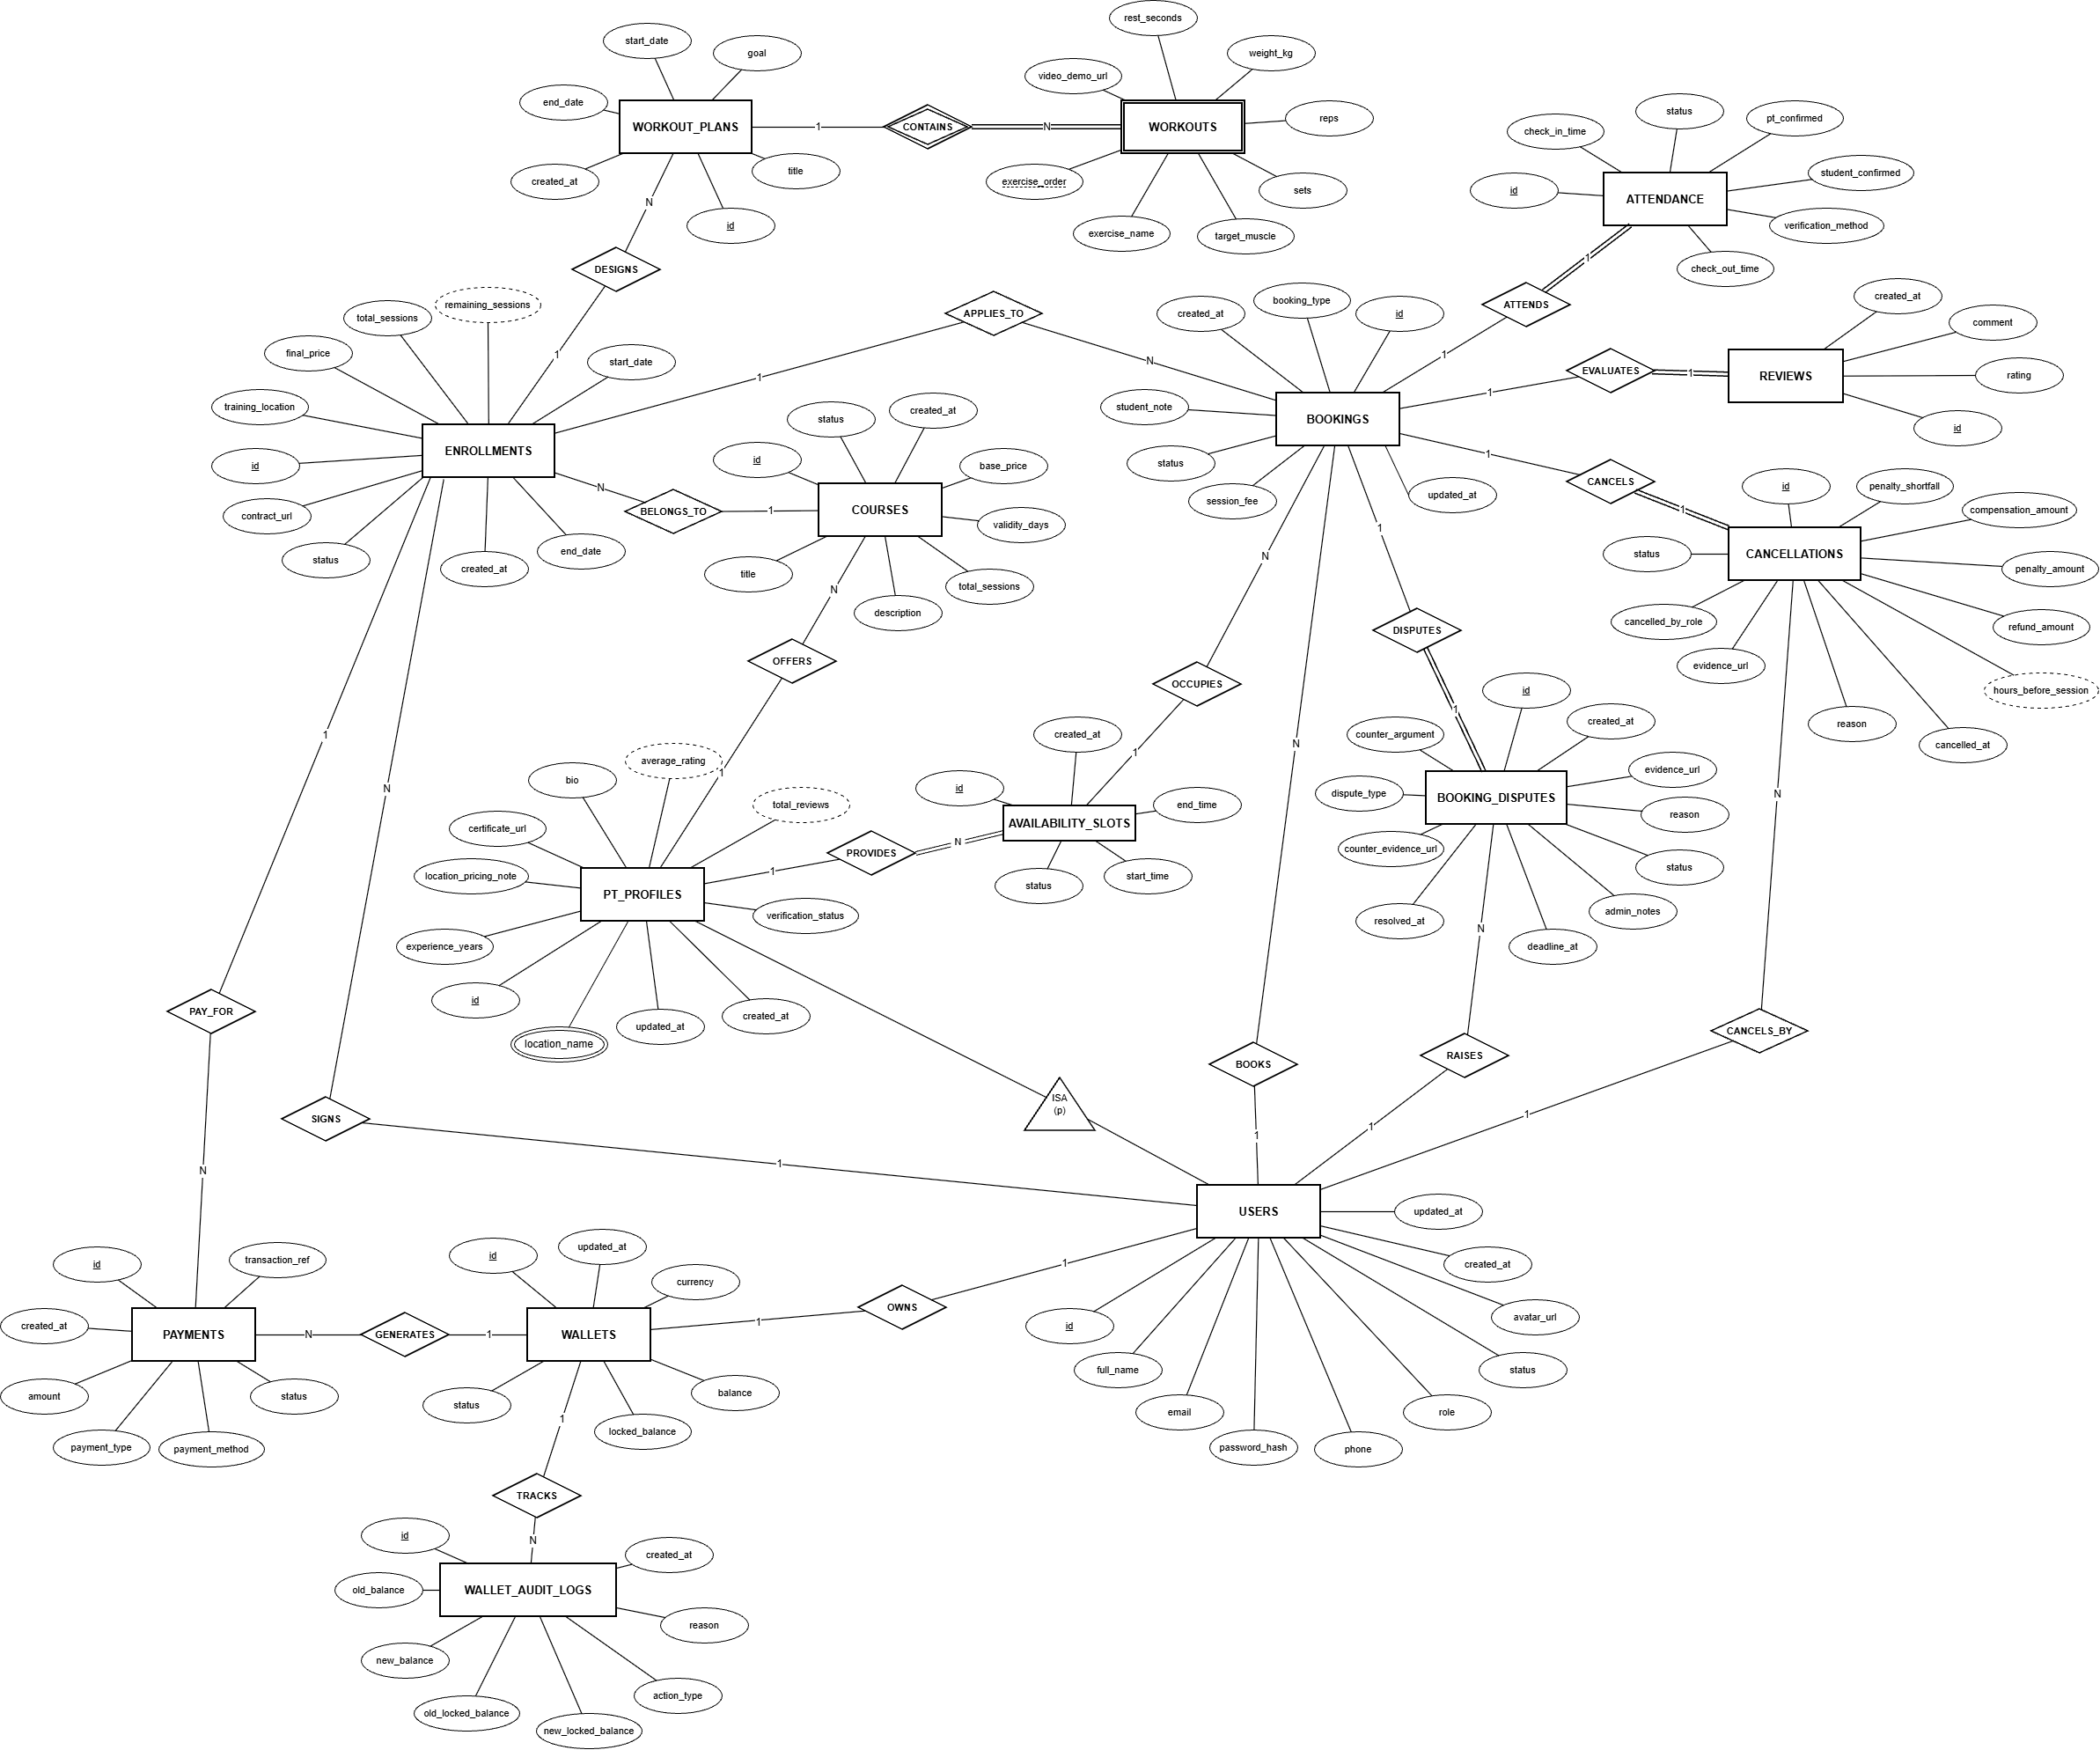 rest_seconds
start_date
goal
weight_kg
video_demo_url
end_date
WORKOUT_PLANS
1
CONTAINS
N
WORKOUTS
reps
status
pt_confirmed
check_in_time
created_at
title
exercise_order
sets
id
ATTENDANCE
student_confirmed
N
id
exercise_name
target_muscle
verification_method
DESIGNS
1
check_out_time
remaining_sessions
total_sessions
APPLIES_TO
created_at
booking_type
id
ATTENDS
created_at
comment
final_price
1
start_date
N
1
EVALUATES
1
REVIEWS
rating
1
training_location
status
created_at
student_note
BOOKINGS
1
id
ENROLLMENTS
id
base_price
status
1
CANCELS
id
N
session_fee
updated_at
id
penalty_shortfall
contract_url
BELONGS_TO
1
COURSES
validity_days
1
compensation_amount
status
created_at
end_date
N
1
status
CANCELLATIONS
penalty_amount
title
N
description
total_sessions
cancelled_by_role
refund_amount
OFFERS
DISPUTES
evidence_url
OCCUPIES
id
hours_before_session
1
created_at
1
counter_argument
1
created_at
reason
cancelled_at
N
average_rating
1
1
bio
N
id
evidence_url
N
total_reviews
end_time
dispute_type
BOOKING_DISPUTES
reason
certificate_url
AVAILABILITY_SLOTS
PROVIDES
N
counter_evidence_url
location_pricing_note
1
status
start_time
status
PT_PROFILES
verification_status
resolved_at
admin_notes
experience_years
N
deadline_at
id
updated_at
created_at
PAY_FOR
location_name
CANCELS_BY
BOOKS
RAISES
ISA
(p)
SIGNS
1
1
1
N
1
USERS
updated_at
id
transaction_ref
id
updated_at
1
created_at
currency
created_at
PAYMENTS
N
GENERATES
1
WALLETS
1
OWNS
id
avatar_url
full_name
status
amount
status
status
balance
email
role
payment_type
payment_method
1
locked_balance
password_hash
phone
TRACKS
id
N
created_at
old_balance
WALLET_AUDIT_LOGS
reason
new_balance
action_type
old_locked_balance
new_locked_balance